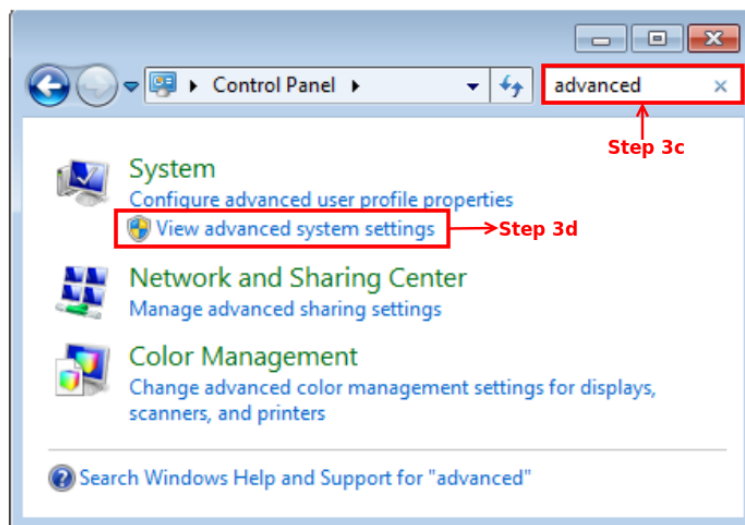 Control Panel
advanced
Step 3c
System
Configure advanced user profile properties
View advanced system settings
Step 3d
Network and Sharing Center
Manage advanced sharing settings
Color Management
Change advanced color management settings for displays,
scanners, and printers
Search Windows Help and Support for "advanced"